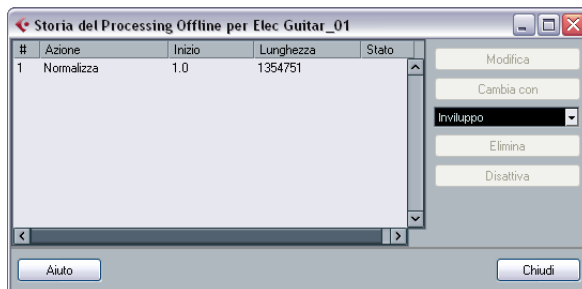 Storia del Processing Offline per Elec Guitar_01
# Azione Inizio Lunghezza Stato
1 Normalizza 1.0 1354751
Modifica
Cambia con
Inviluppo
Elimina
Disattiva
Aiuto Chiudi